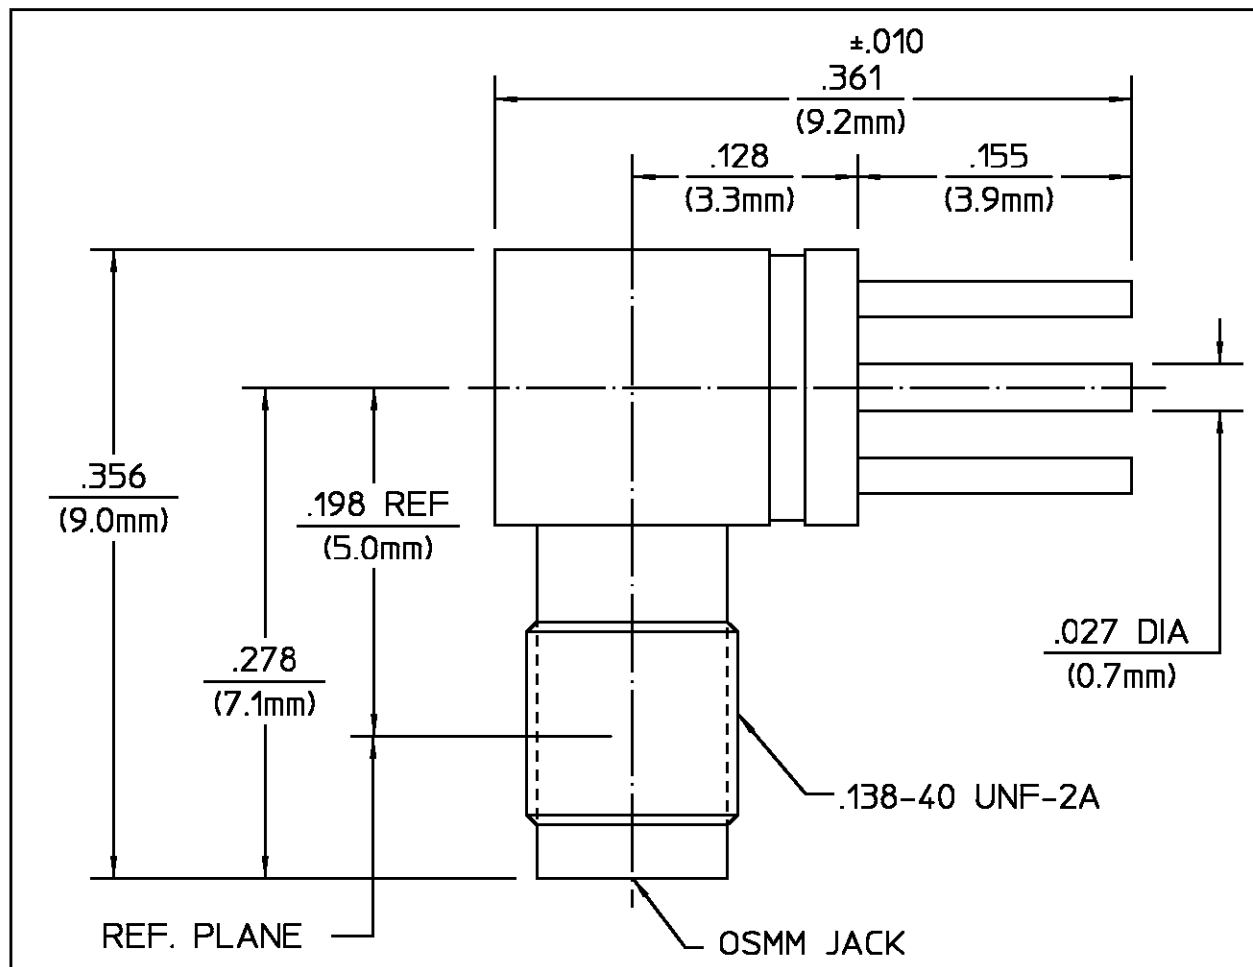 ±.010
.361
(9.2mm)
.128
(3.3mm)
.155
(3.9mm)
.356
(9.0mm)
.198 REF
(5.0mm)
.278
(7.1mm)
.027 DIA
(0.7mm)
.138-40 UNF-2A
REF. PLANE
OSMM JACK